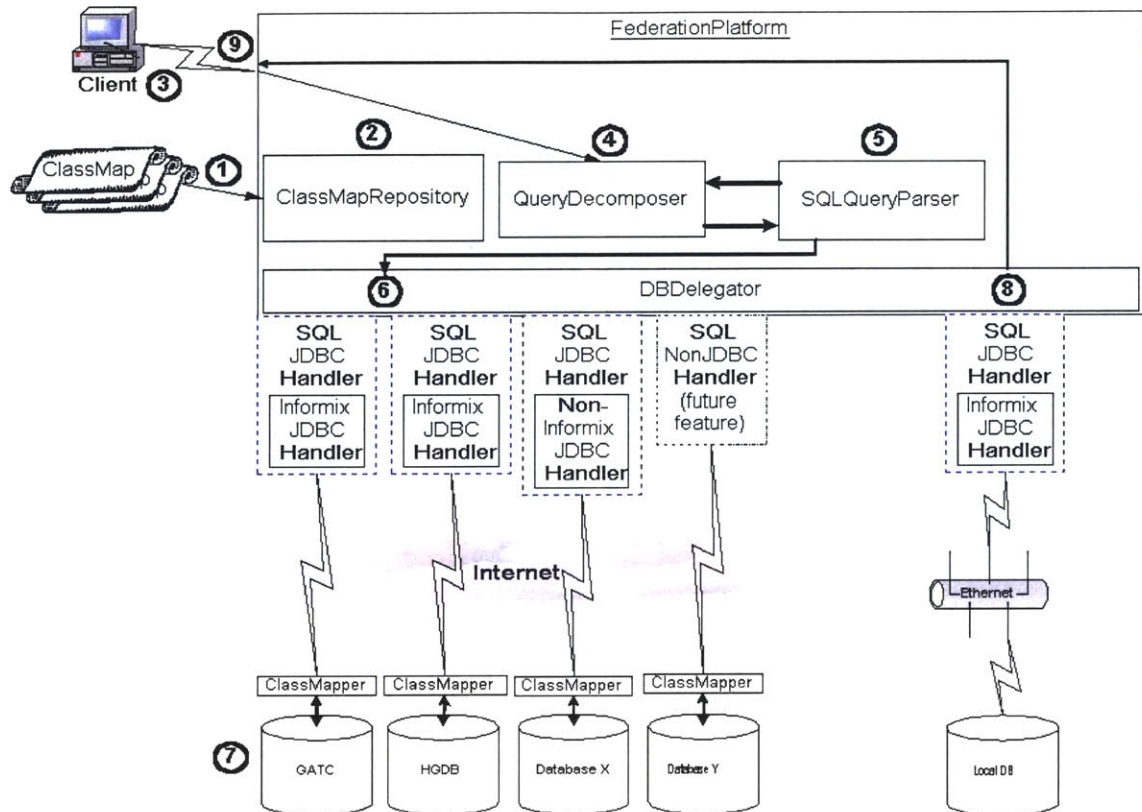 FederationPlatform
9
Client
3
ClassMap
1
2
ClassMapRepository
4
QueryDecomposer
5
SQLQueryParser
6
DBDelegator
8
SQL
JDBC
Handler
Informix
JDBC
Handler
SQL
JDBC
Handler
Informix
JDBC
Handler
SQL
JDBC
Handler
Non-
Informix
JDBC
Handler
SQL
NonJDBC
Handler
(future
feature)
SQL
JDBC
Handler
Informix
JDBC
Handler
Internet
Ethernet
ClassMapper
ClassMapper
ClassMapper
ClassMapper
7
GATC
HGDB
Database X
Database Y
Local DB